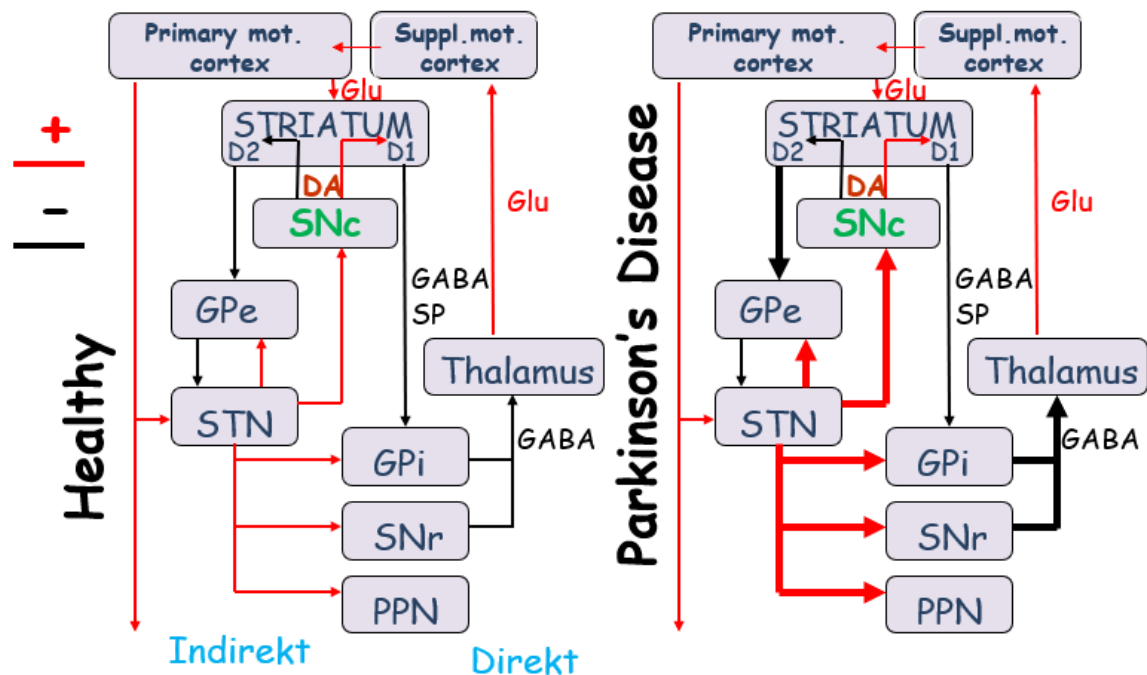 Healthy
+
-
Primary mot.
cortex
Suppl.mot.
cortex
Glu
STRIATUM
D2
D1
DA
SNc
Glu
GABA
SP
GPe
Thalamus
STN
GABA
GPi
SNr
PPN
Indirekt
Direkt
Parkinson's Disease
Primary mot.
cortex
Suppl.mot.
cortex
Glu
STRIATUM
D2
D1
DA
SNc
Glu
GABA
SP
GPe
Thalamus
STN
GABA
GPi
SNr
PPN